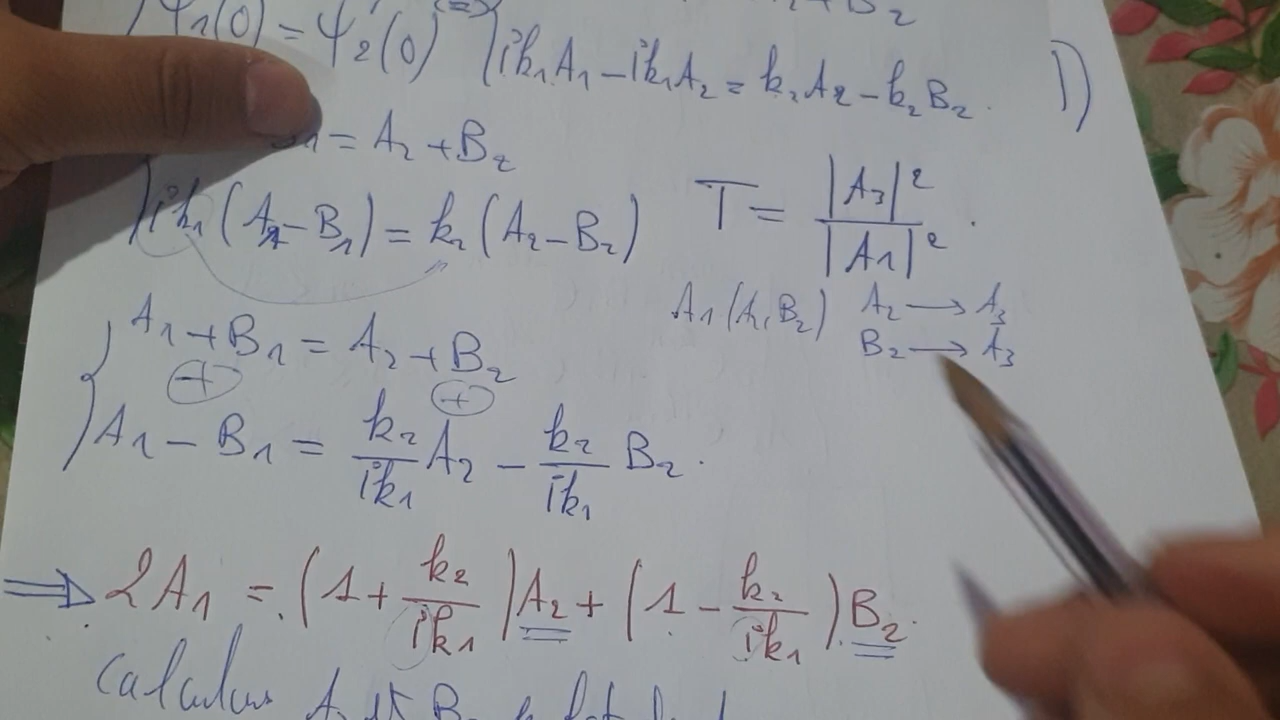 ψ₁(0) = ψ₂(0) ik₁A₁ − ik₁A₂ = k₂A₂ − k₂B₂. 1)
= A₂ + B₂
ik₁(A₁ − B₁) = k₂(A₂ − B₂)
T = |A₃|² / |A₁|².
A₁(A₂, B₂) A₂ → A₃
B₂ → A₃
A₁ + B₁ = A₂ + B₂
(+) (+)
A₁ − B₁ = k₂/ik₁ A₂ − k₂/ik₁ B₂.
⇒ 2A₁ = (1 + k₂/ik₁)A₂ + (1 − k₂/ik₁)B₂.
Calculons